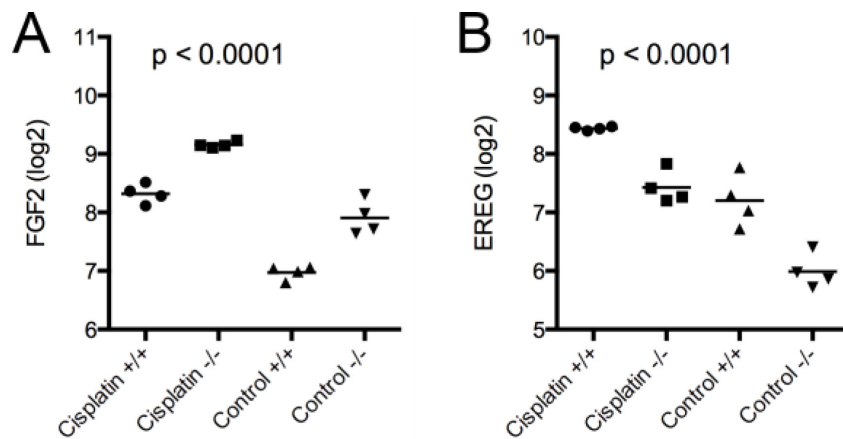 A
p < 0.0001
FGF2 (log2)
11
10
9
8
7
6
Cisplatin +/+
Cisplatin -/-
Control +/+
Control -/-
B
p < 0.0001
EREG (log2)
10
9
8
7
6
5
Cisplatin +/+
Cisplatin -/-
Control +/+
Control -/-